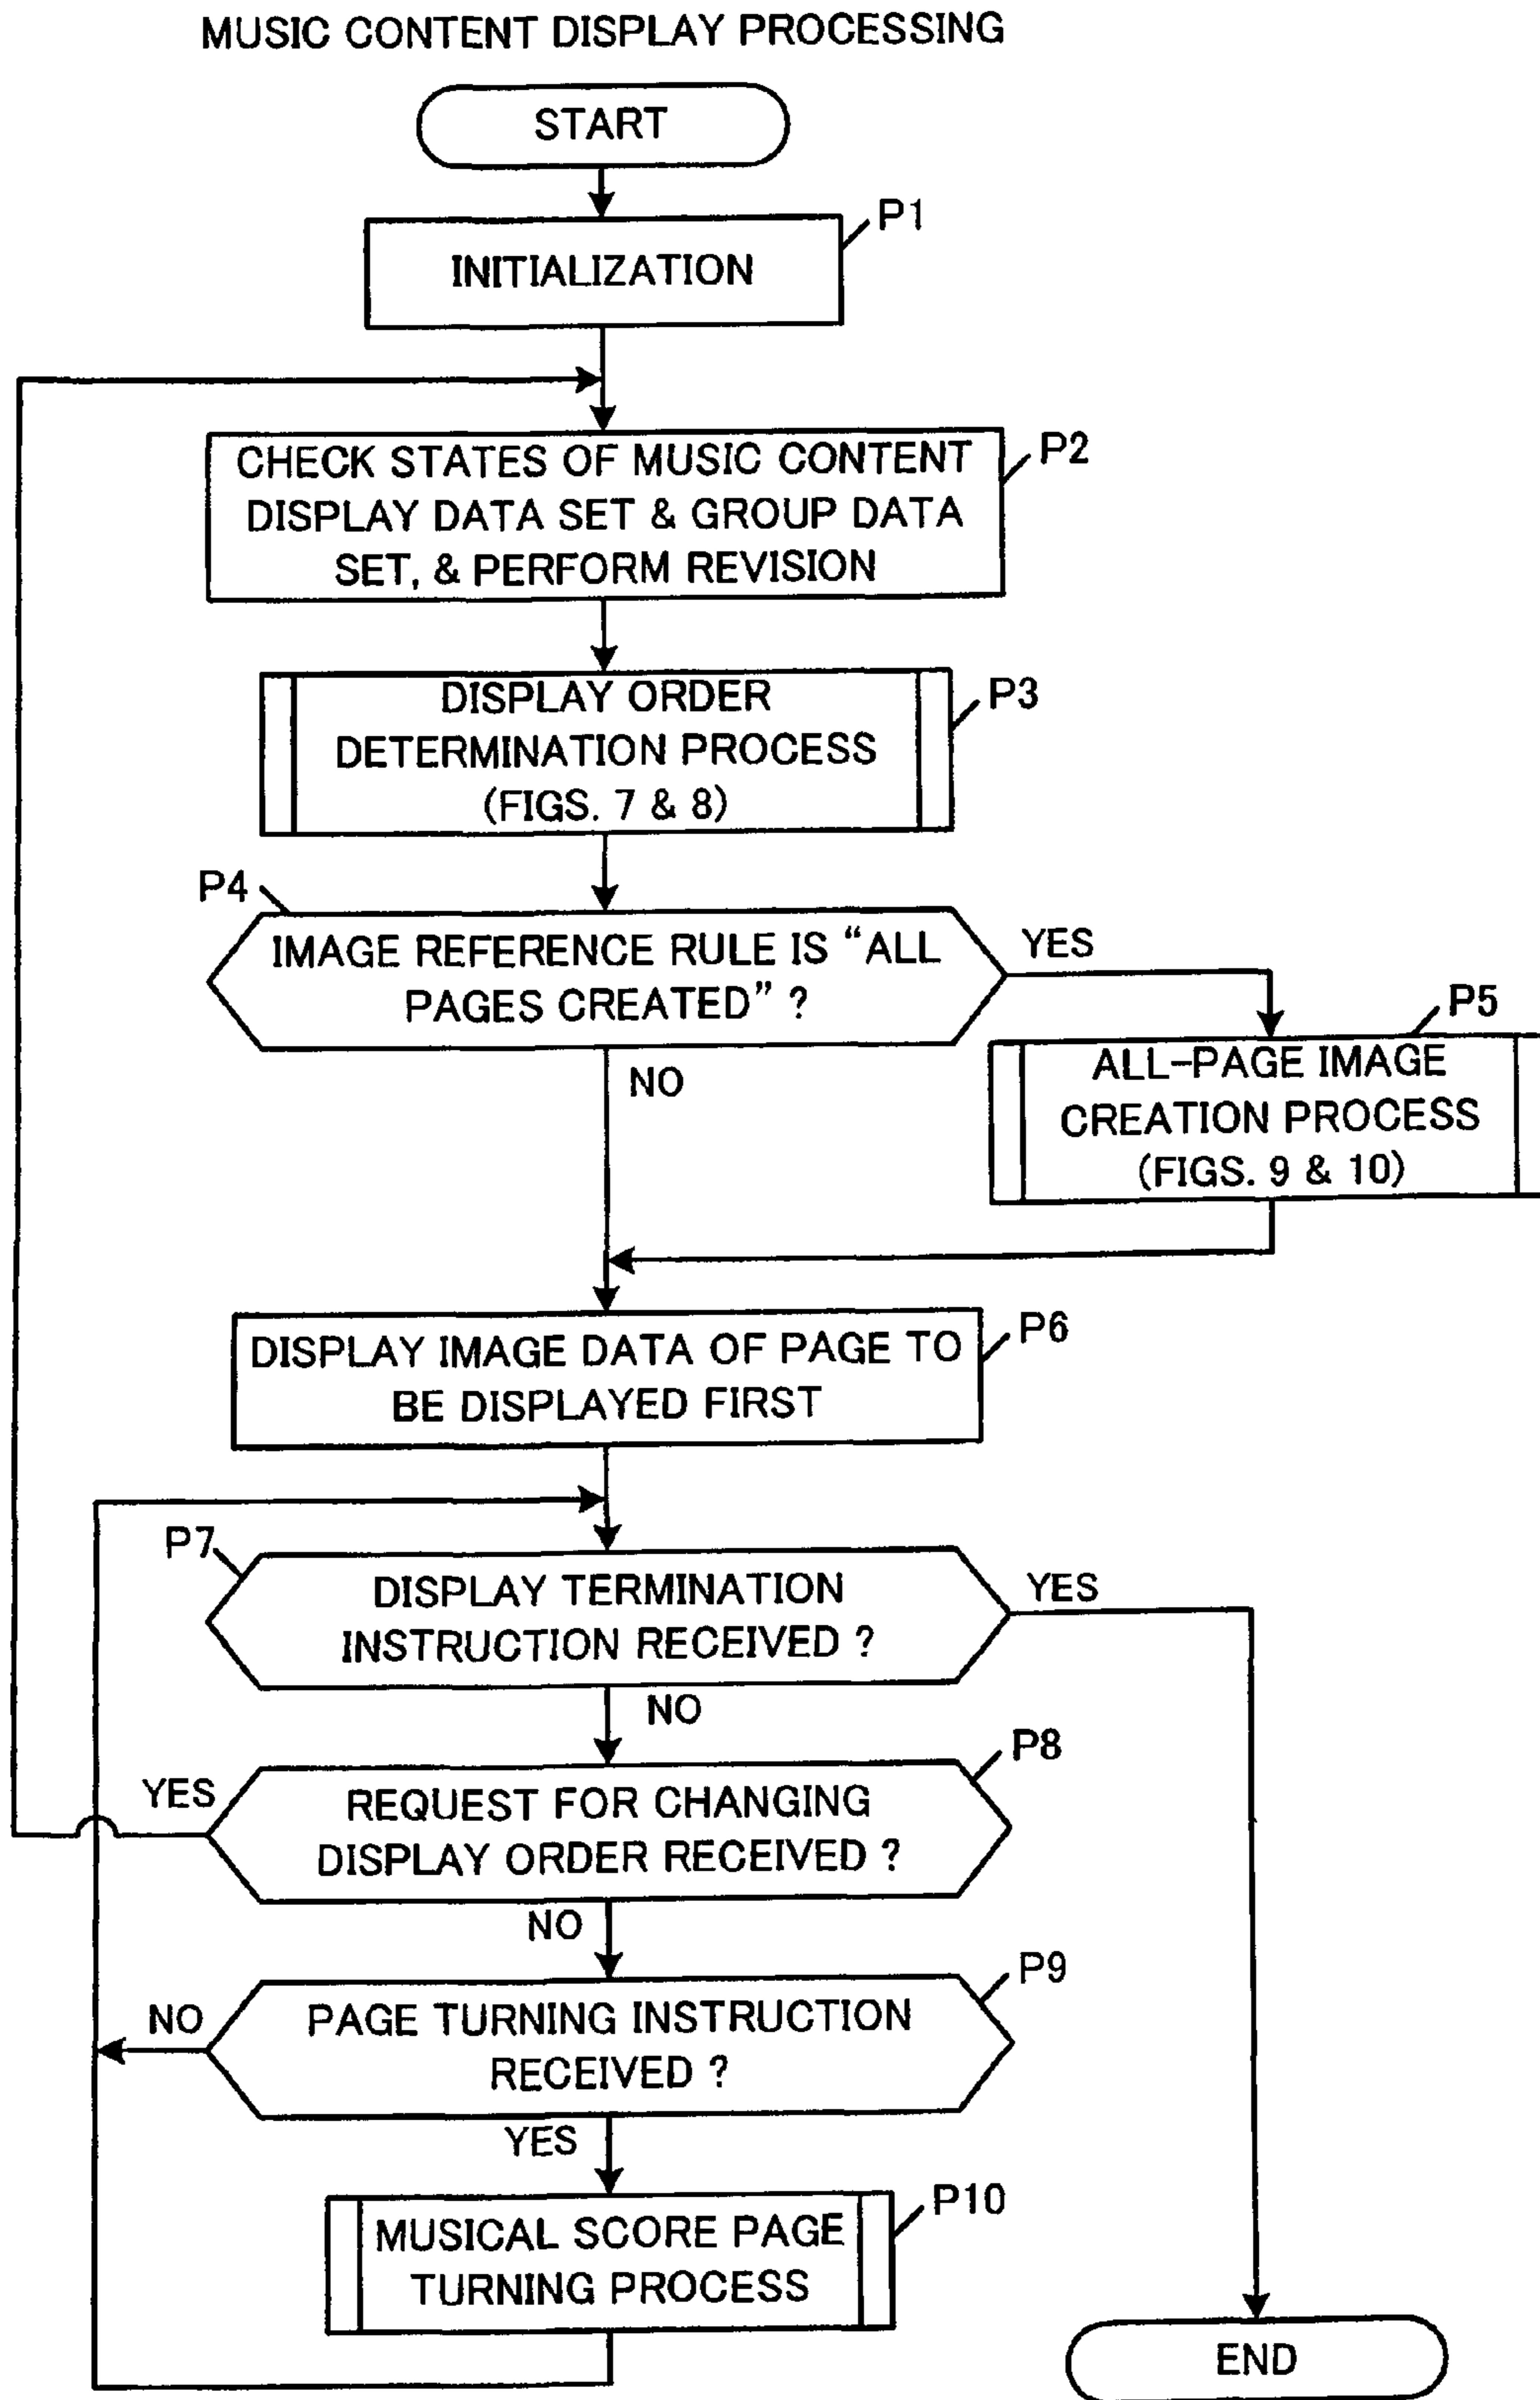 MUSIC CONTENT DISPLAY PROCESSING
START
P1
INITIALIZATION
P2
CHECK STATES OF MUSIC CONTENT
DISPLAY DATA SET & GROUP DATA
SET, & PERFORM REVISION
P3
DISPLAY ORDER
DETERMINATION PROCESS
(FIGS. 7 & 8)
P4
IMAGE REFERENCE RULE IS “ALL
PAGES CREATED” ?
YES
NO
P5
ALL-PAGE IMAGE
CREATION PROCESS
(FIGS. 9 & 10)
P6
DISPLAY IMAGE DATA OF PAGE TO
BE DISPLAYED FIRST
P7
DISPLAY TERMINATION
INSTRUCTION RECEIVED ?
YES
NO
P8
YES
REQUEST FOR CHANGING
DISPLAY ORDER RECEIVED ?
NO
P9
NO
PAGE TURNING INSTRUCTION
RECEIVED ?
YES
P10
MUSICAL SCORE PAGE
TURNING PROCESS
END